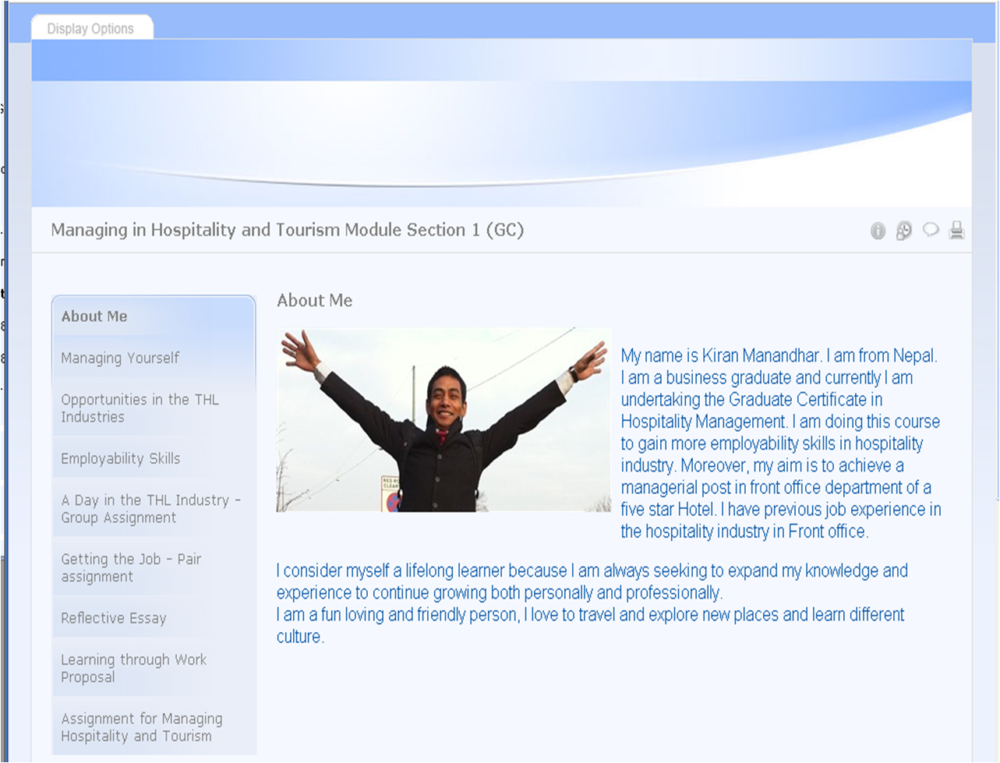 Display Options
Managing in Hospitality and Tourism Module Section 1 (GC)
About Me
Managing Yourself
Opportunities in the THL
Industries
Employability Skills
A Day in the THL Industry -
Group Assignment
Getting the Job - Pair
assignment
Reflective Essay
Learning through Work
Proposal
Assignment for Managing
Hospitality and Tourism
About Me
My name is Kiran Manandhar. I am from Nepal.
I am a business graduate and currently I am
undertaking the Graduate Certificate in
Hospitality Management. I am doing this course
to gain more employability skills in hospitality
industry. Moreover, my aim is to achieve a
managerial post in front office department of a
five star Hotel. I have previous job experience in
the hospitality industry in Front office.
I consider myself a lifelong learner because I am always seeking to expand my knowledge and
experience to continue growing both personally and professionally.
I am a fun loving and friendly person, I love to travel and explore new places and learn different
culture.